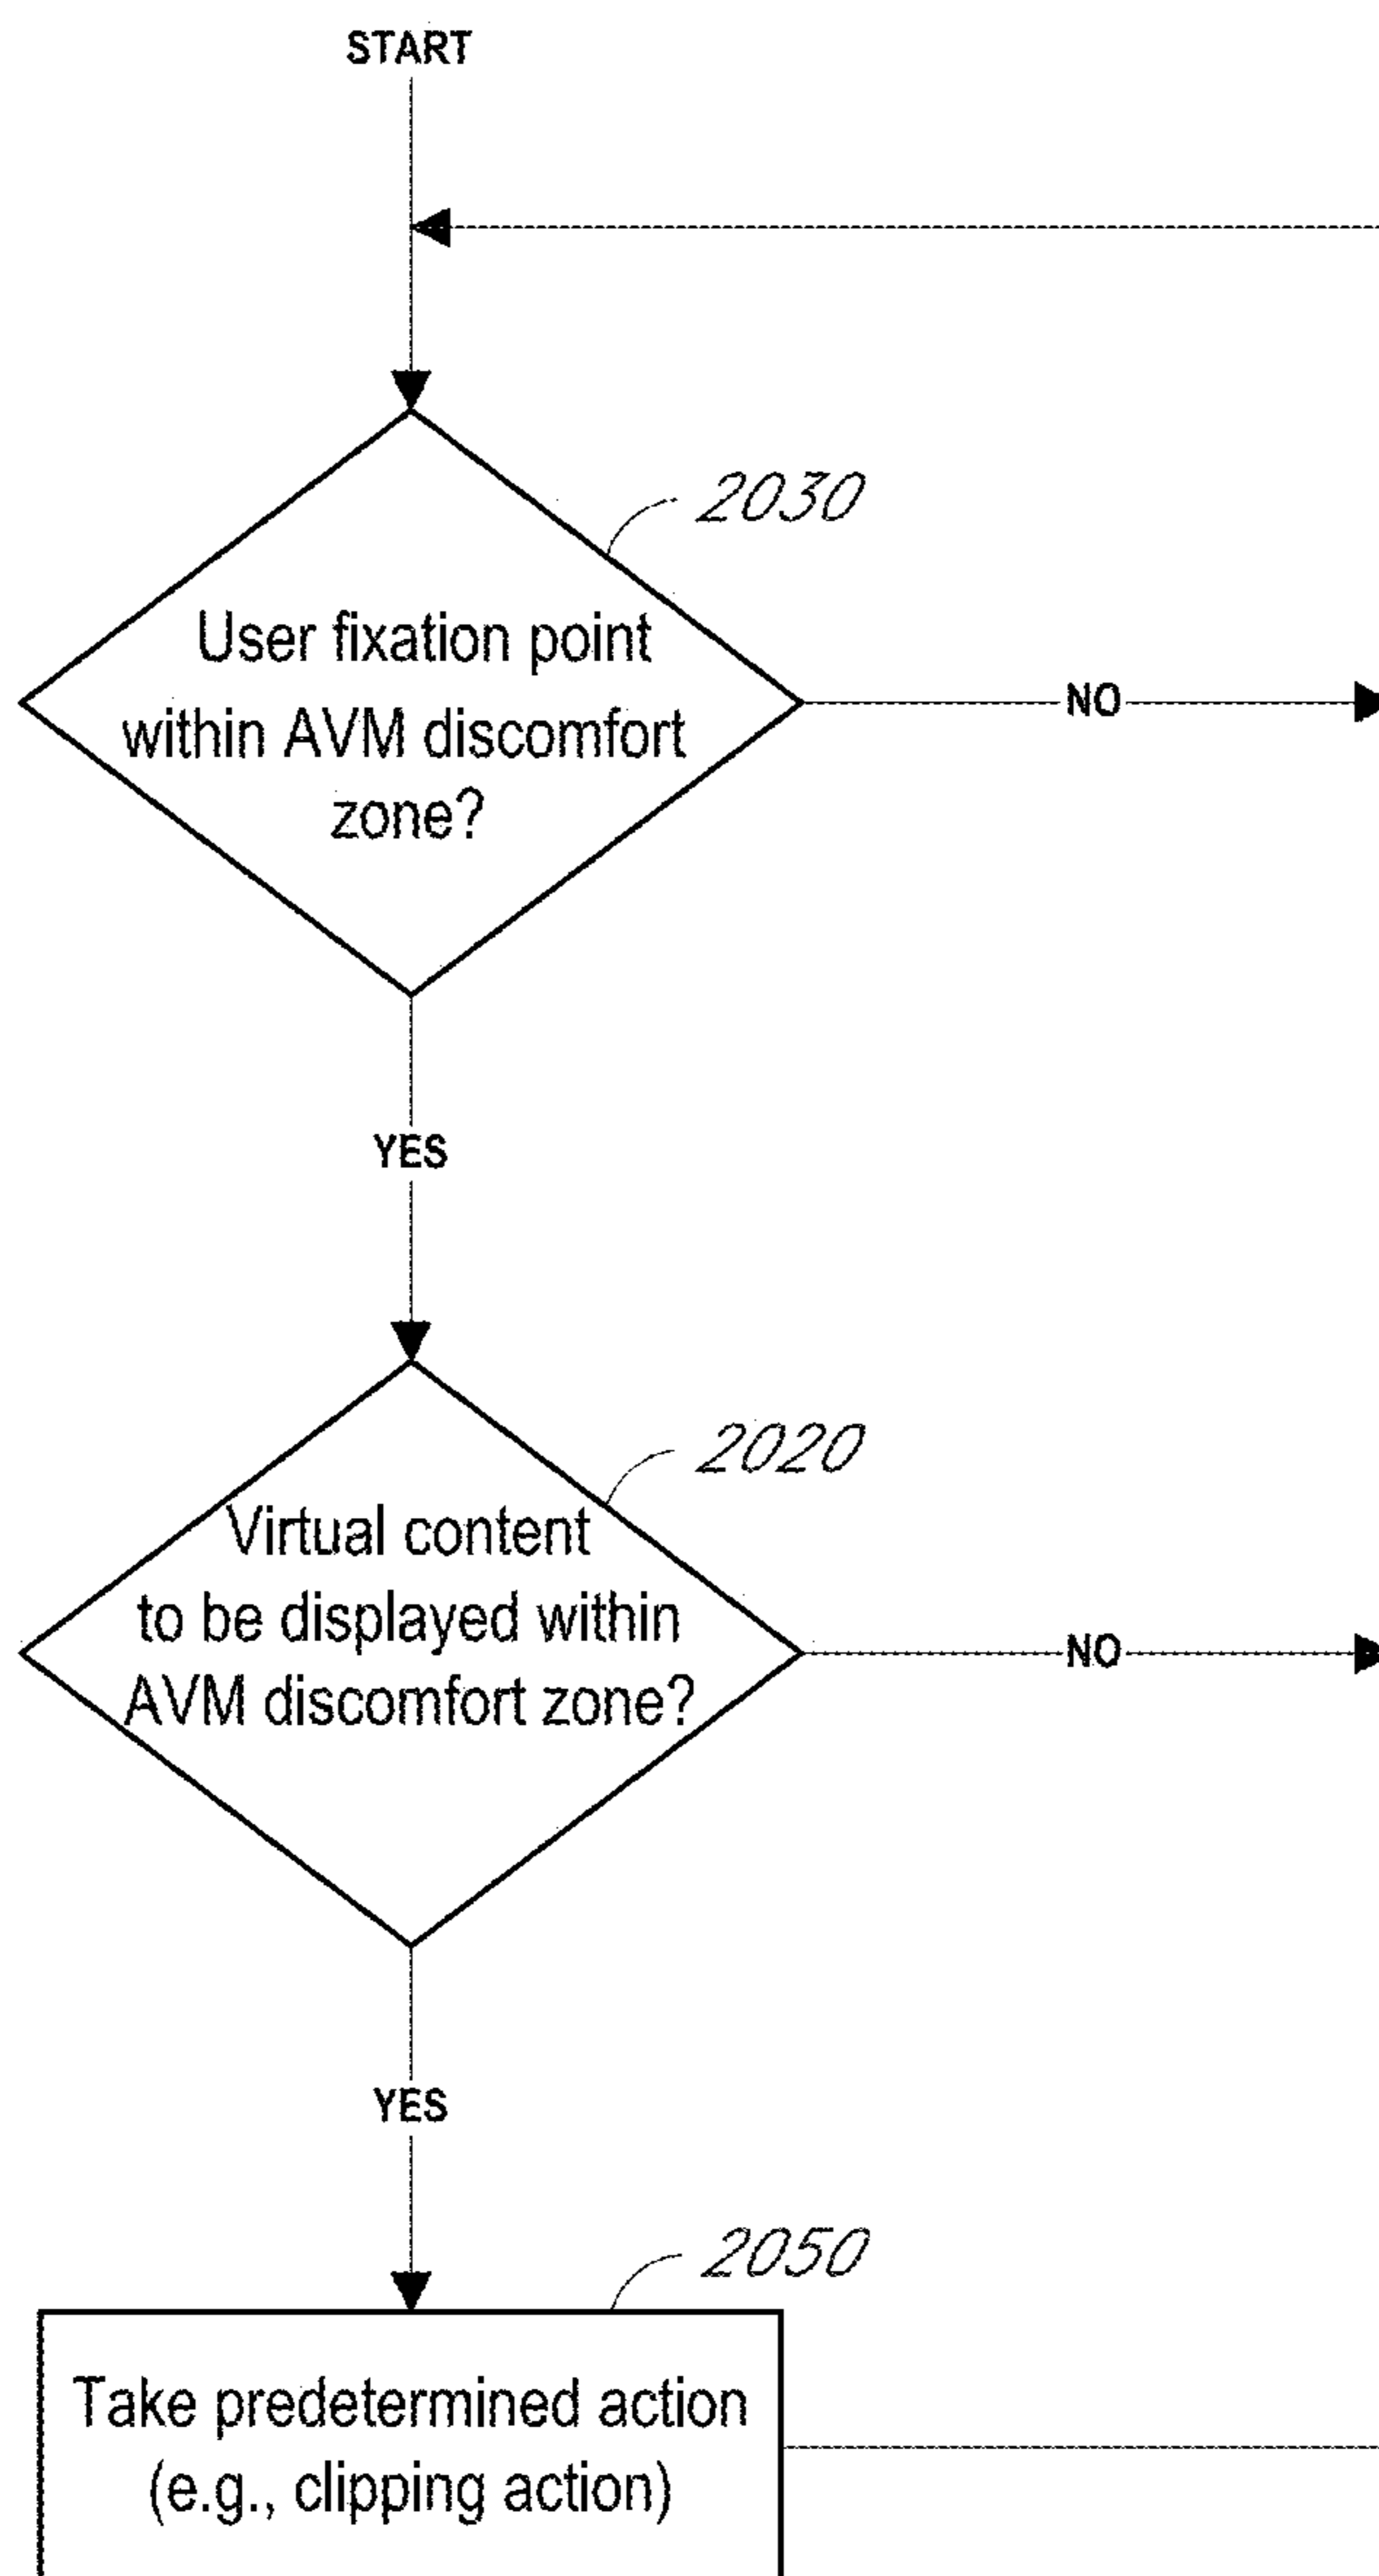 START
2030
User fixation point
within AVM discomfort
zone?
NO
YES
2020
Virtual content
to be displayed within
AVM discomfort zone?
NO
YES
2050
Take predetermined action
(e.g., clipping action)